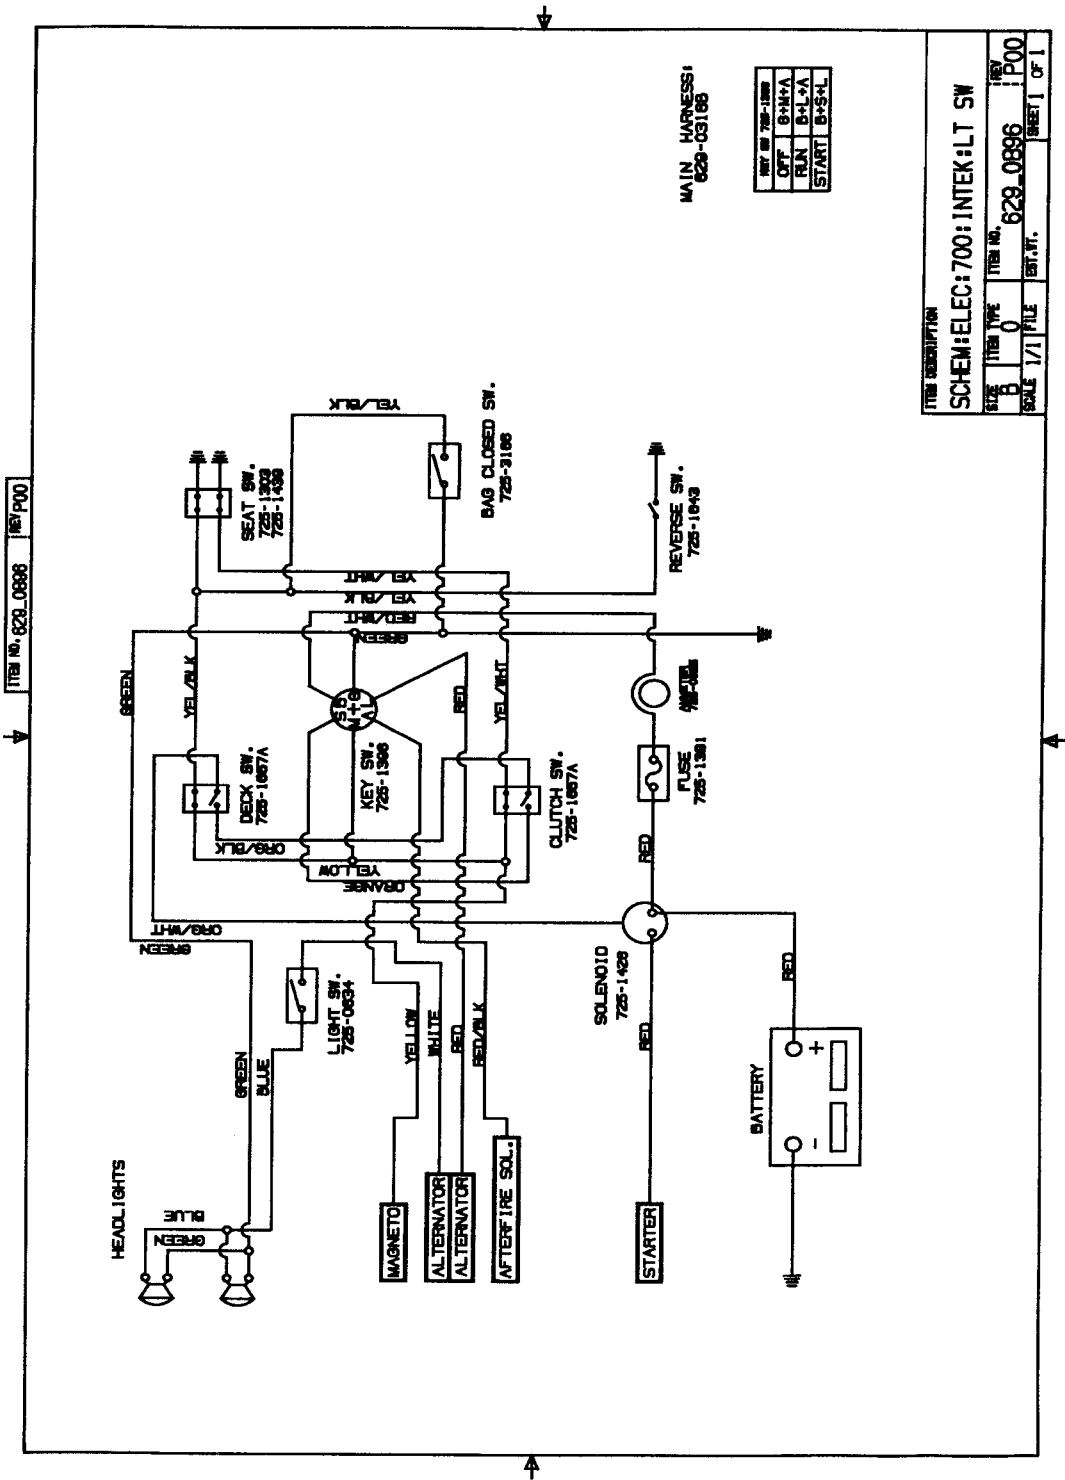 ITEM NO. 629_0896 REV P00
HEADLIGHTS
BLUE
GREEN
GREEN
BLUE
GREEN
ORG/WHT
GREEN
LIGHT SW.
725-0634
YEL/BLK
DECK SW.
725-1657A
ORG/BLK
YELLOW
ORANGE
SEAT SW.
725-1303
725-1439
YEL/BLK
YEL/WHT
YEL/BLK
RED/WHT
GREEN
B
S
G
+
M
L
A
KEY SW.
725-1396
RED
YEL/WHT
BAG CLOSED SW.
725-3166
CLUTCH SW.
725-1657A
MAGNETO
YELLOW
ALTERNATOR
WHITE
ALTERNATOR
RED
AFTERFIRE SOL.
RED/BLK
REVERSE SW.
725-1643
AMMETER
FUSE
725-1381
RED
SOLENOID
725-1426
STARTER
RED
RED
BATTERY
+
-
MAIN HARNESS:
629-03166
OFF G+M+A
RUN B+L+A
START B+S+L
ITEM DESCRIPTION
SCHEM:ELEC:700:INTEK:LT SW
SIZE B ITEM TYPE O ITEM NO. 629_0896 REV P00
SCALE 1/1 FILE EST.WT. SHEET 1 OF 1